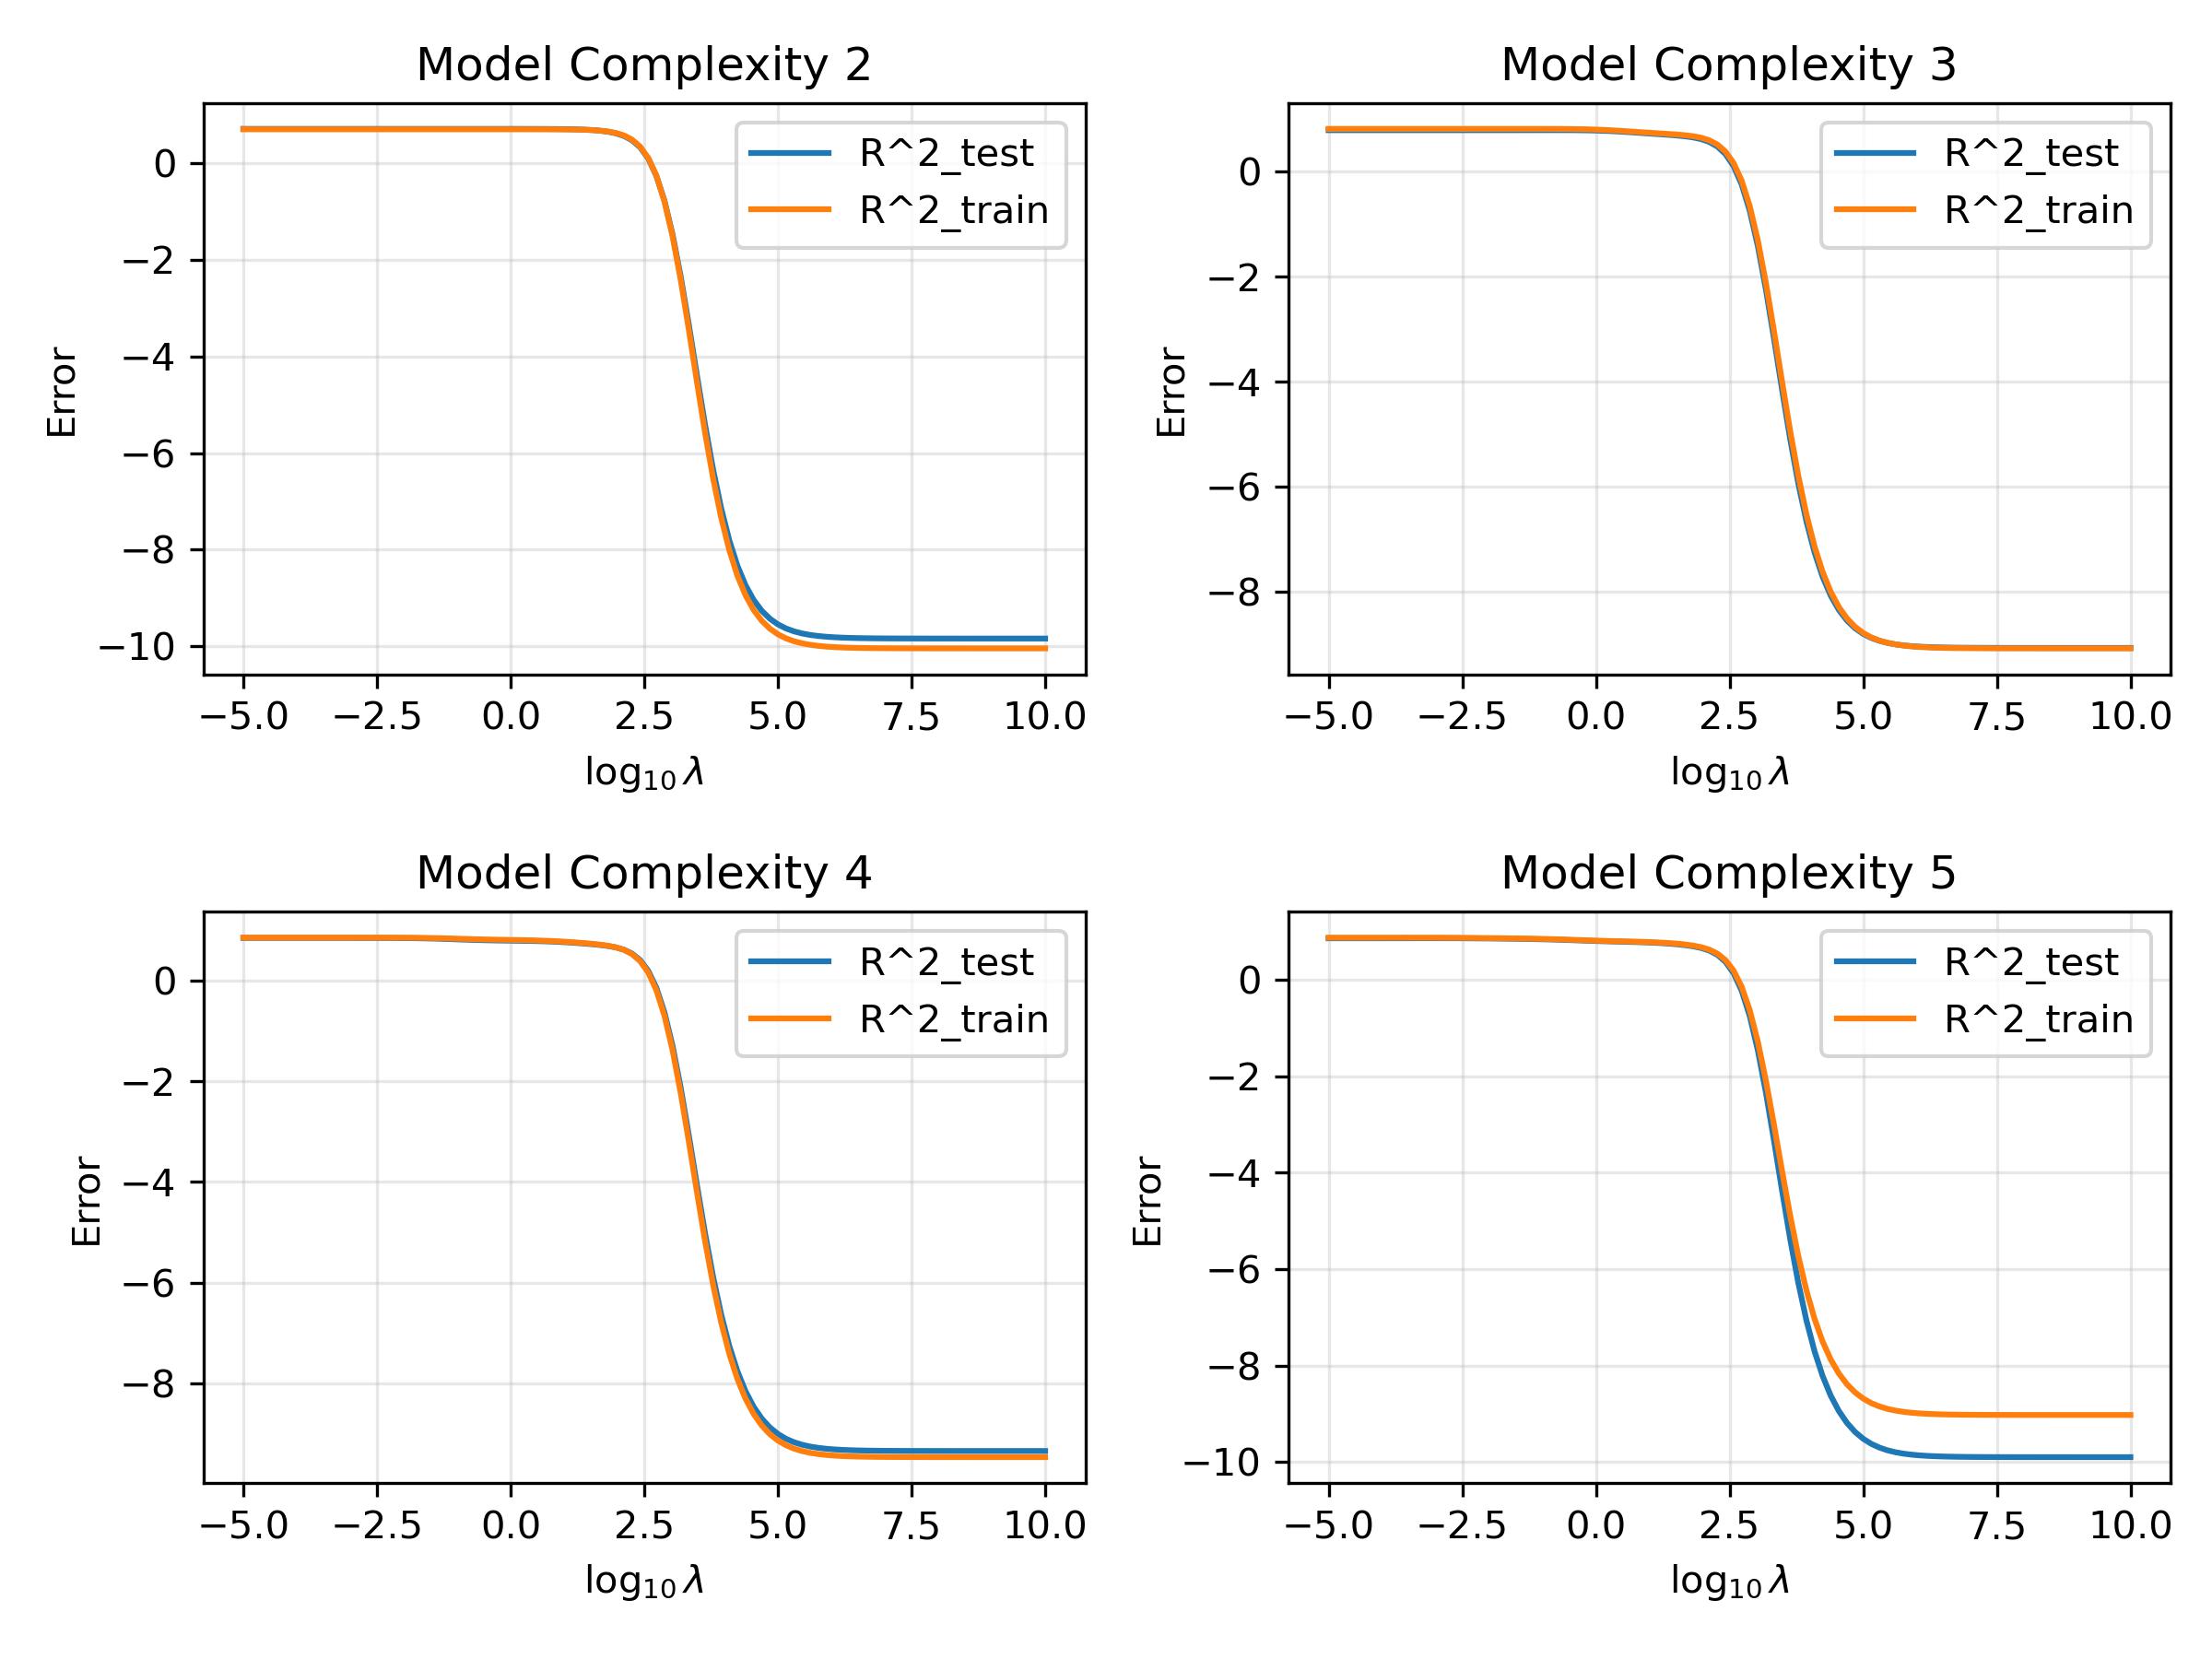 Model Complexity 2
0
−2
−4
−6
−8
−10
Error
R^2_test
R^2_train
−5.0 −2.5 0.0 2.5 5.0 7.5 10.0
log₁₀ λ
Model Complexity 3
0
−2
−4
−6
−8
Error
R^2_test
R^2_train
−5.0 −2.5 0.0 2.5 5.0 7.5 10.0
log₁₀ λ
Model Complexity 4
0
−2
−4
−6
−8
Error
R^2_test
R^2_train
−5.0 −2.5 0.0 2.5 5.0 7.5 10.0
log₁₀ λ
Model Complexity 5
0
−2
−4
−6
−8
−10
Error
R^2_test
R^2_train
−5.0 −2.5 0.0 2.5 5.0 7.5 10.0
log₁₀ λ